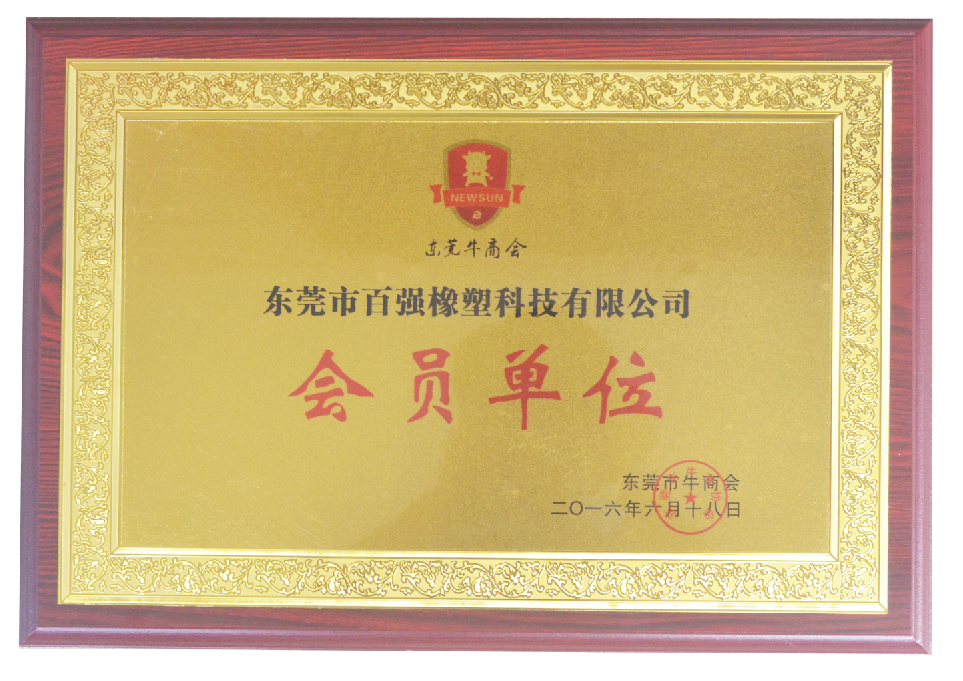 NEWSUN
东莞牛商会
东莞市百强橡塑科技有限公司
会员单位
东莞市牛商会
二〇一六年六月十八日